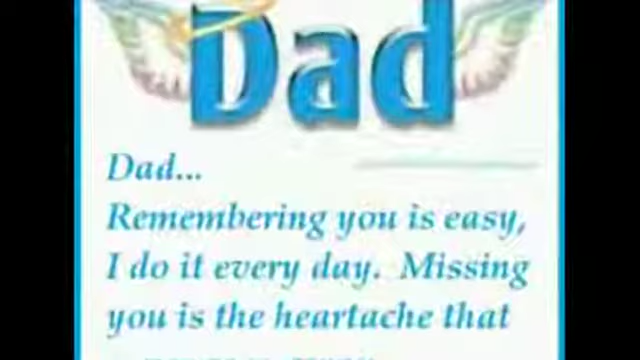 Dad
Dad...
Remembering you is easy,
I do it every day.  Missing
you is the heartache that